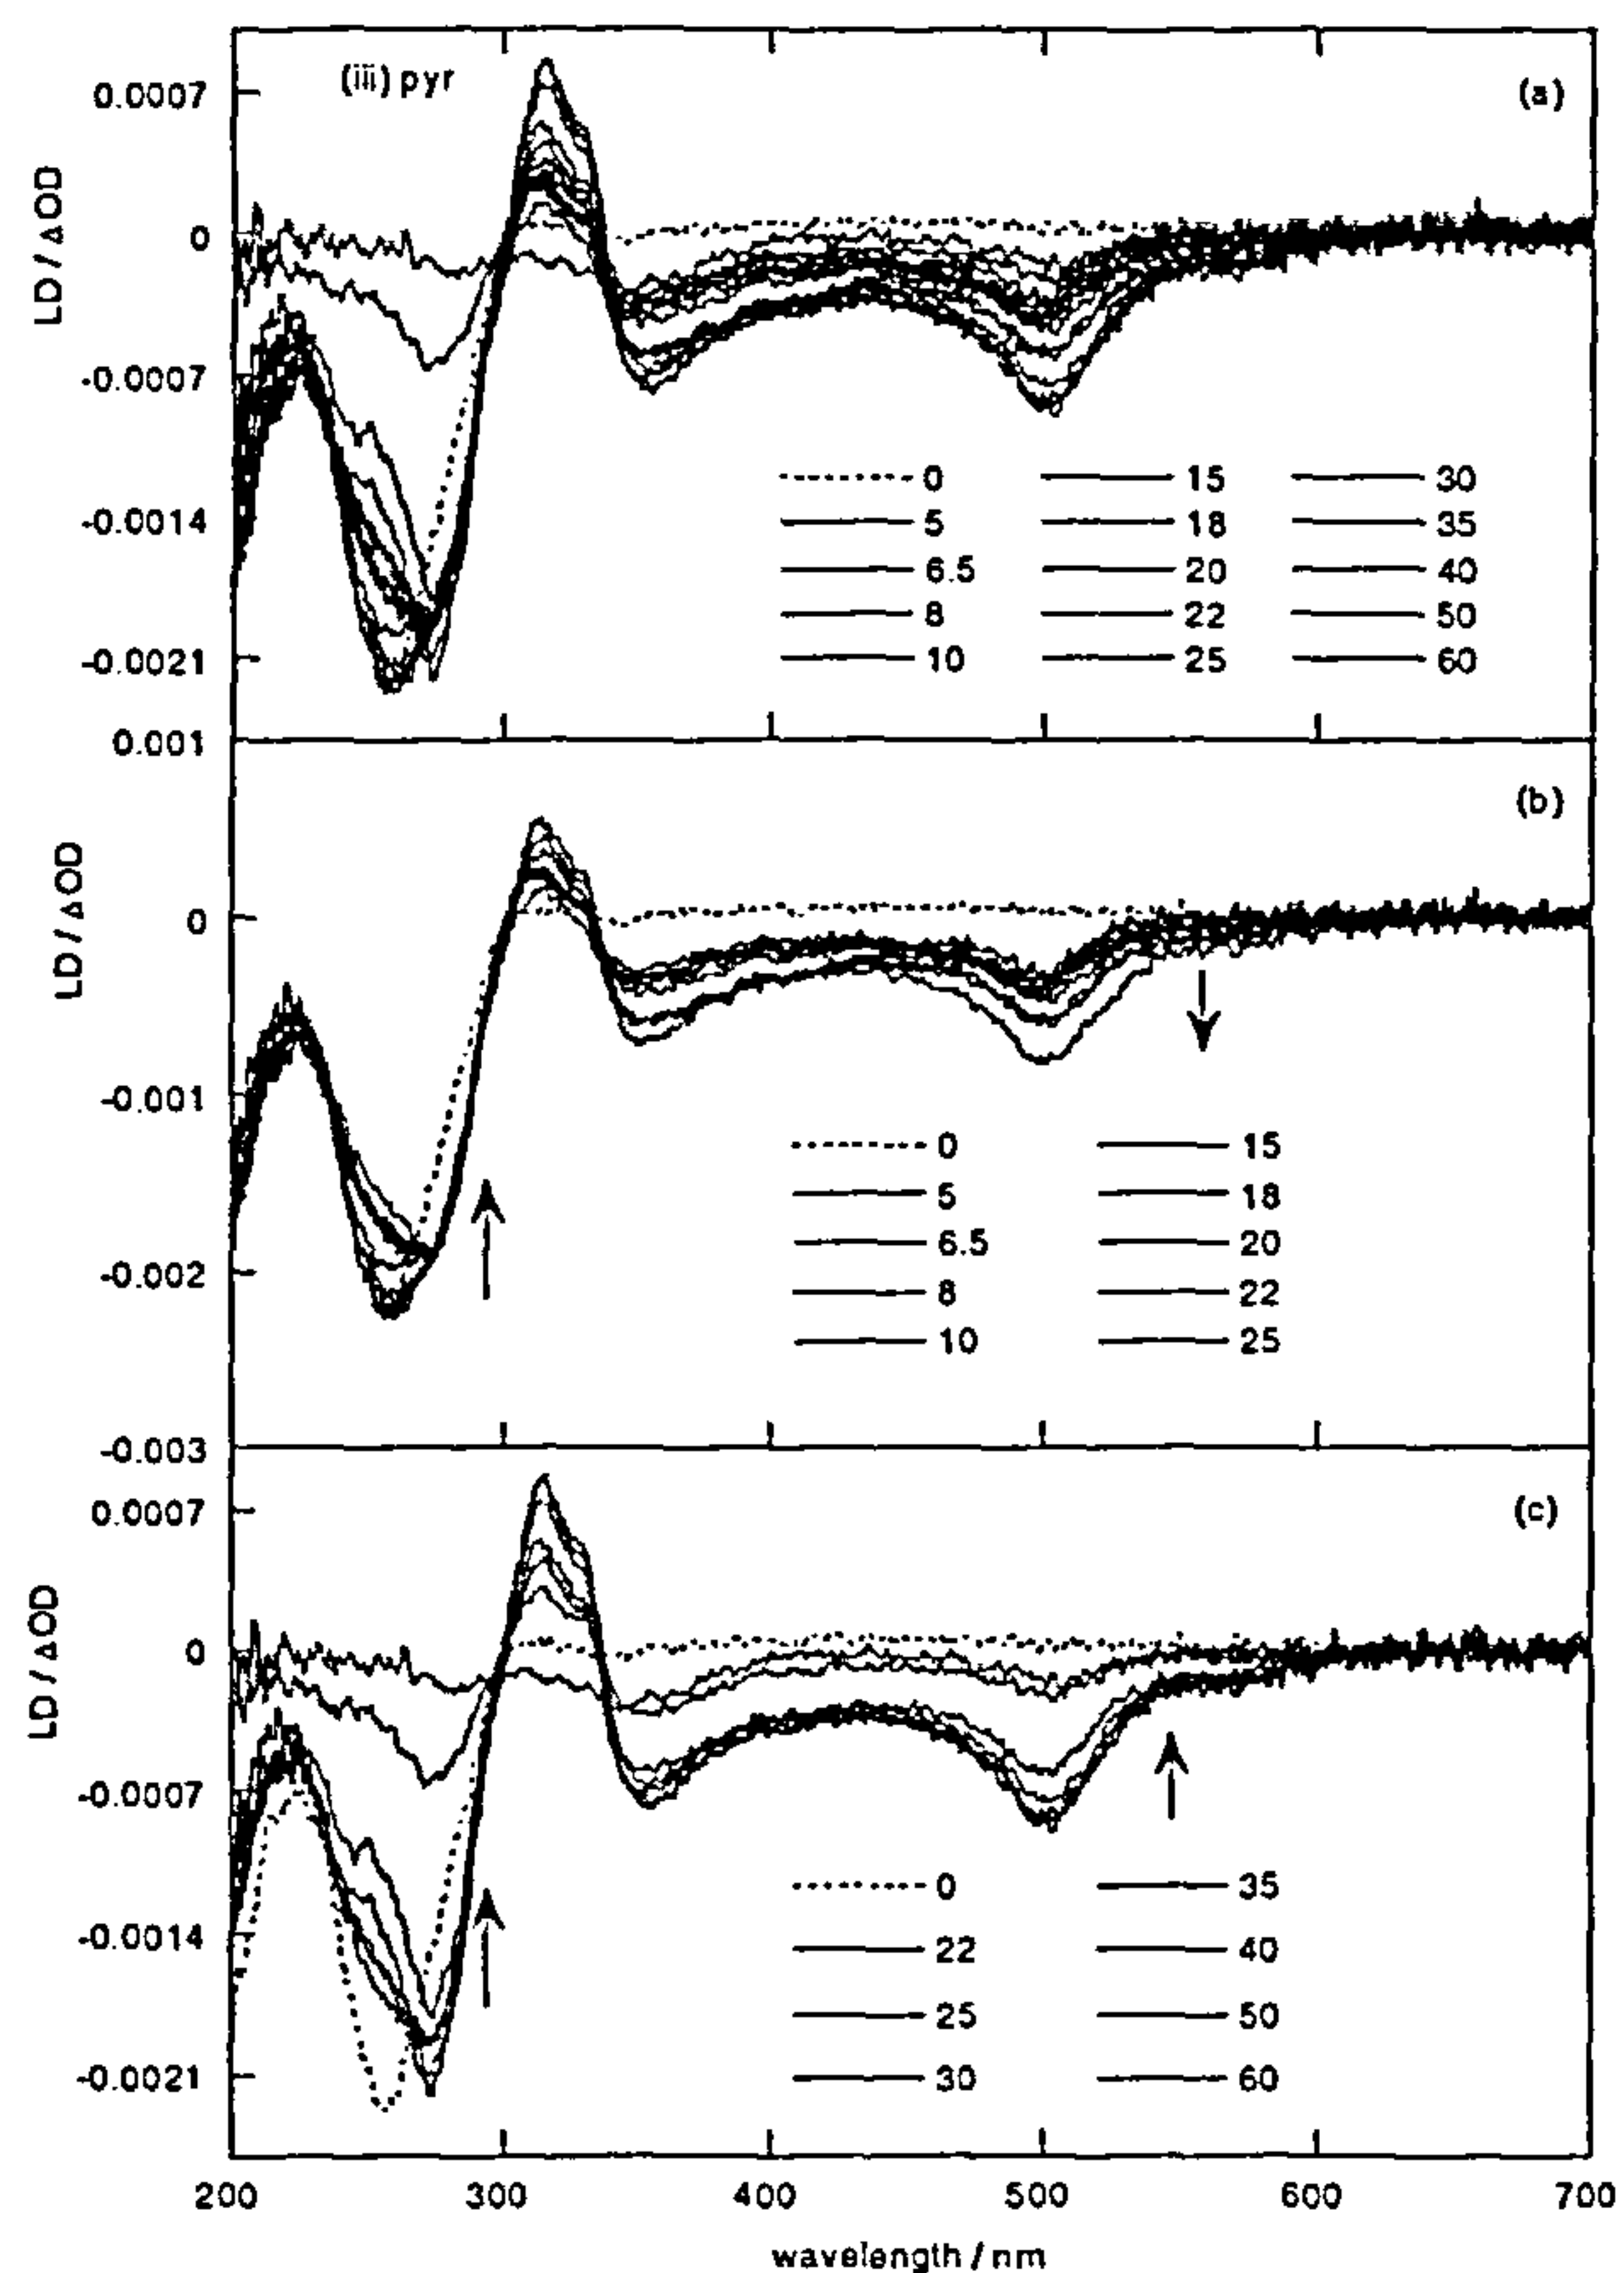 (iii) pyr
(a)
0.0007
0
-0.0007
-0.0014
-0.0021
LD / ΔOD
0 15 30
5 18 35
6.5 20 40
8 22 50
10 25 60
(b)
0.001
0
-0.001
-0.002
-0.003
LD / ΔOD
0 15
5 18
6.5 20
8 22
10 25
(c)
0.0007
0
-0.0007
-0.0014
-0.0021
LD / ΔOD
0 35
22 40
25 50
30 60
200 300 400 500 600 700
wavelength / nm